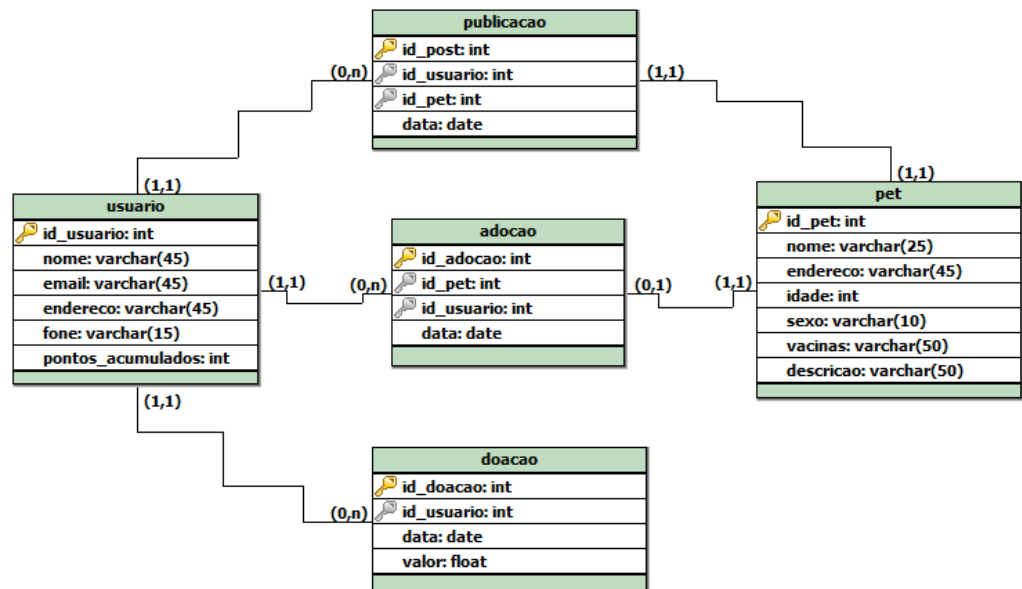 publicacao
id_post: int
id_usuario: int
id_pet: int
data: date
(0,n)
(1,1)
(1,1)
(1,1)
usuario
id_usuario: int
nome: varchar(45)
email: varchar(45)
endereco: varchar(45)
fone: varchar(15)
pontos_acumulados: int
(1,1)
(0,n)
adocao
id_adocao: int
id_pet: int
id_usuario: int
data: date
(0,1)
(1,1)
pet
id_pet: int
nome: varchar(25)
endereco: varchar(45)
idade: int
sexo: varchar(10)
vacinas: varchar(50)
descricao: varchar(50)
(1,1)
(0,n)
doacao
id_doacao: int
id_usuario: int
data: date
valor: float